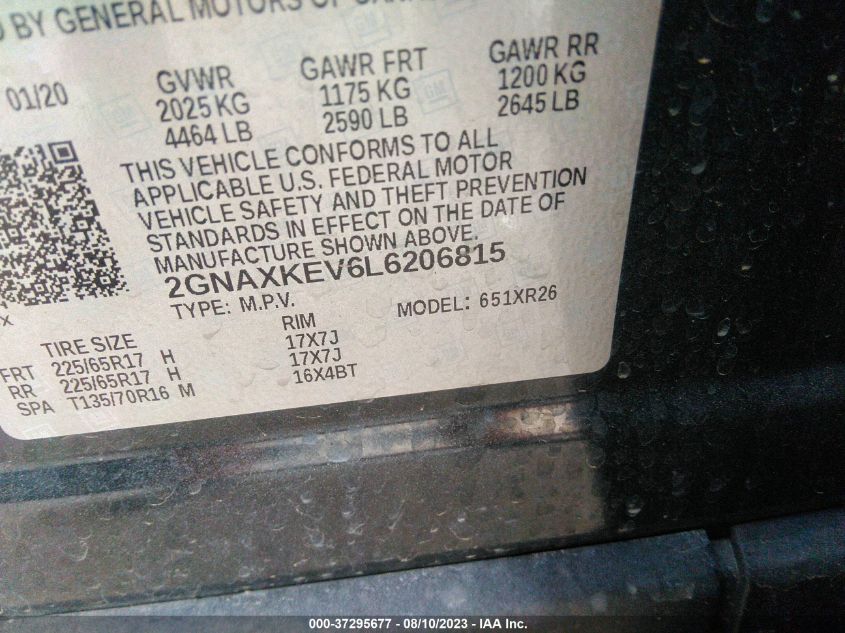 BY GENERAL MOTORS OF
01/20 GVWR GAWR FRT GAWR RR
2025 KG 1175 KG 1200 KG
4464 LB 2590 LB 2645 LB
THIS VEHICLE CONFORMS TO ALL
APPLICABLE U.S. FEDERAL MOTOR
VEHICLE SAFETY AND THEFT PREVENTION
STANDARDS IN EFFECT ON THE DATE OF
MANUFACTURE SHOWN ABOVE.
2GNAXKEV6L6206815
TYPE: M.P.V. MODEL: 651XR26
TIRE SIZE RIM
FRT 225/65R17 H 17X7J
RR 225/65R17 H 17X7J
SPA T135/70R16 M 16X4BT
000-37295677 - 08/10/2023 - IAA Inc.